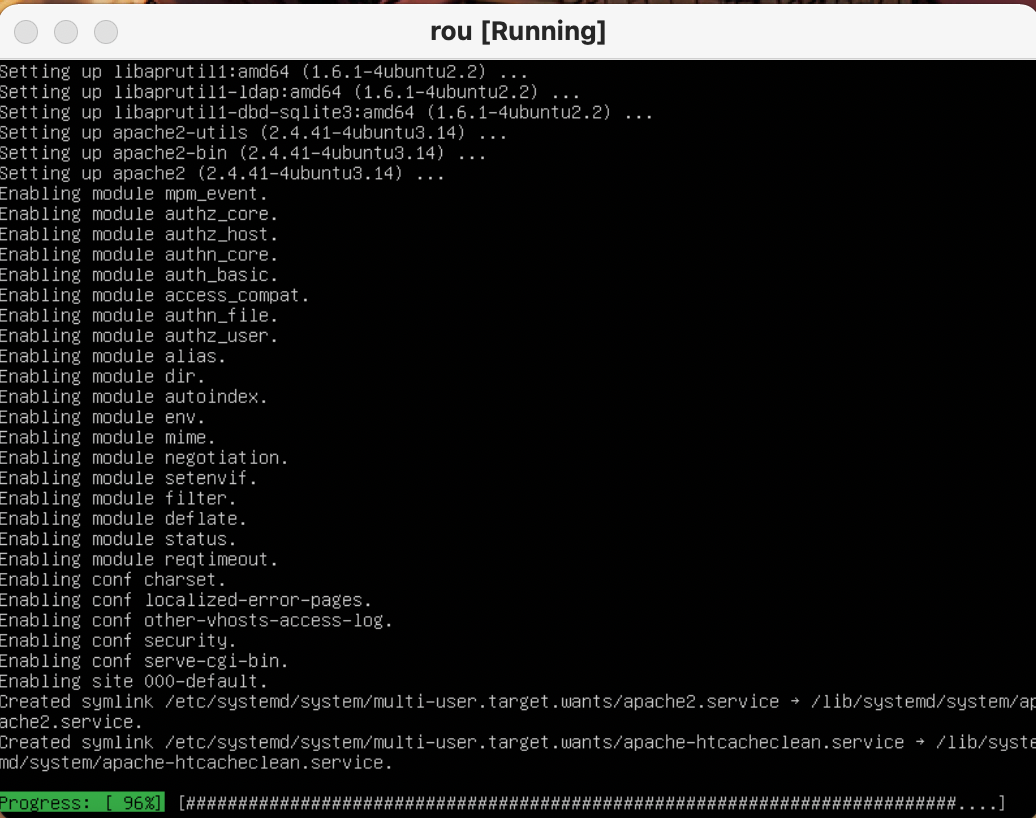 rou [Running]
Setting up libaprutil1:amd64 (1.6.1-4ubuntu2.2) ...
Setting up libaprutil1-ldap:amd64 (1.6.1-4ubuntu2.2) ...
Setting up libaprutil1-dbd-sqlite3:amd64 (1.6.1-4ubuntu2.2) ...
Setting up apache2-utils (2.4.41-4ubuntu3.14) ...
Setting up apache2-bin (2.4.41-4ubuntu3.14) ...
Setting up apache2 (2.4.41-4ubuntu3.14) ...
Enabling module mpm_event.
Enabling module authz_core.
Enabling module authz_host.
Enabling module authn_core.
Enabling module auth_basic.
Enabling module access_compat.
Enabling module authn_file.
Enabling module authz_user.
Enabling module alias.
Enabling module dir.
Enabling module autoindex.
Enabling module env.
Enabling module mime.
Enabling module negotiation.
Enabling module setenvif.
Enabling module filter.
Enabling module deflate.
Enabling module status.
Enabling module reqtimeout.
Enabling conf charset.
Enabling conf localized-error-pages.
Enabling conf other-vhosts-access-log.
Enabling conf security.
Enabling conf serve-cgi-bin.
Enabling site 000-default.
Created symlink /etc/systemd/system/multi-user.target.wants/apache2.service → /lib/systemd/system/ap
ache2.service.
Created symlink /etc/systemd/system/multi-user.target.wants/apache-htcacheclean.service → /lib/syste
md/system/apache-htcacheclean.service.
Progress: [ 96%] [##########################################################################....]